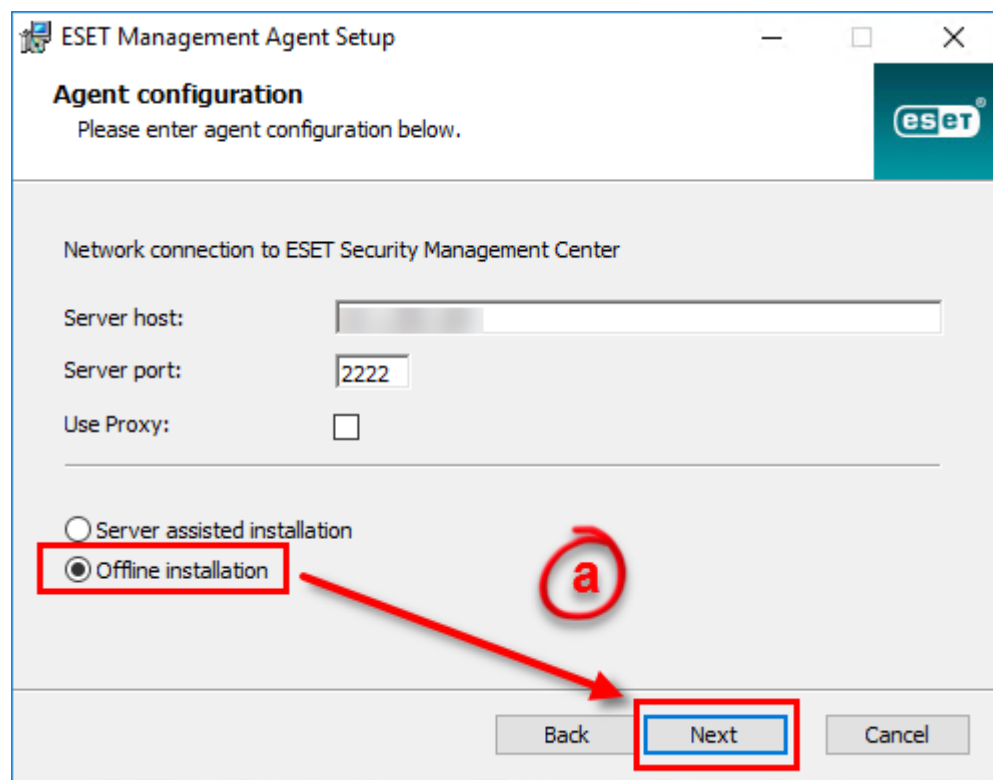 ESET Management Agent Setup
Agent configuration
Please enter agent configuration below.
eset®
Network connection to ESET Security Management Center
Server host:
Server port: 2222
Use Proxy:
Server assisted installation
Offline installation
a
Back Next Cancel